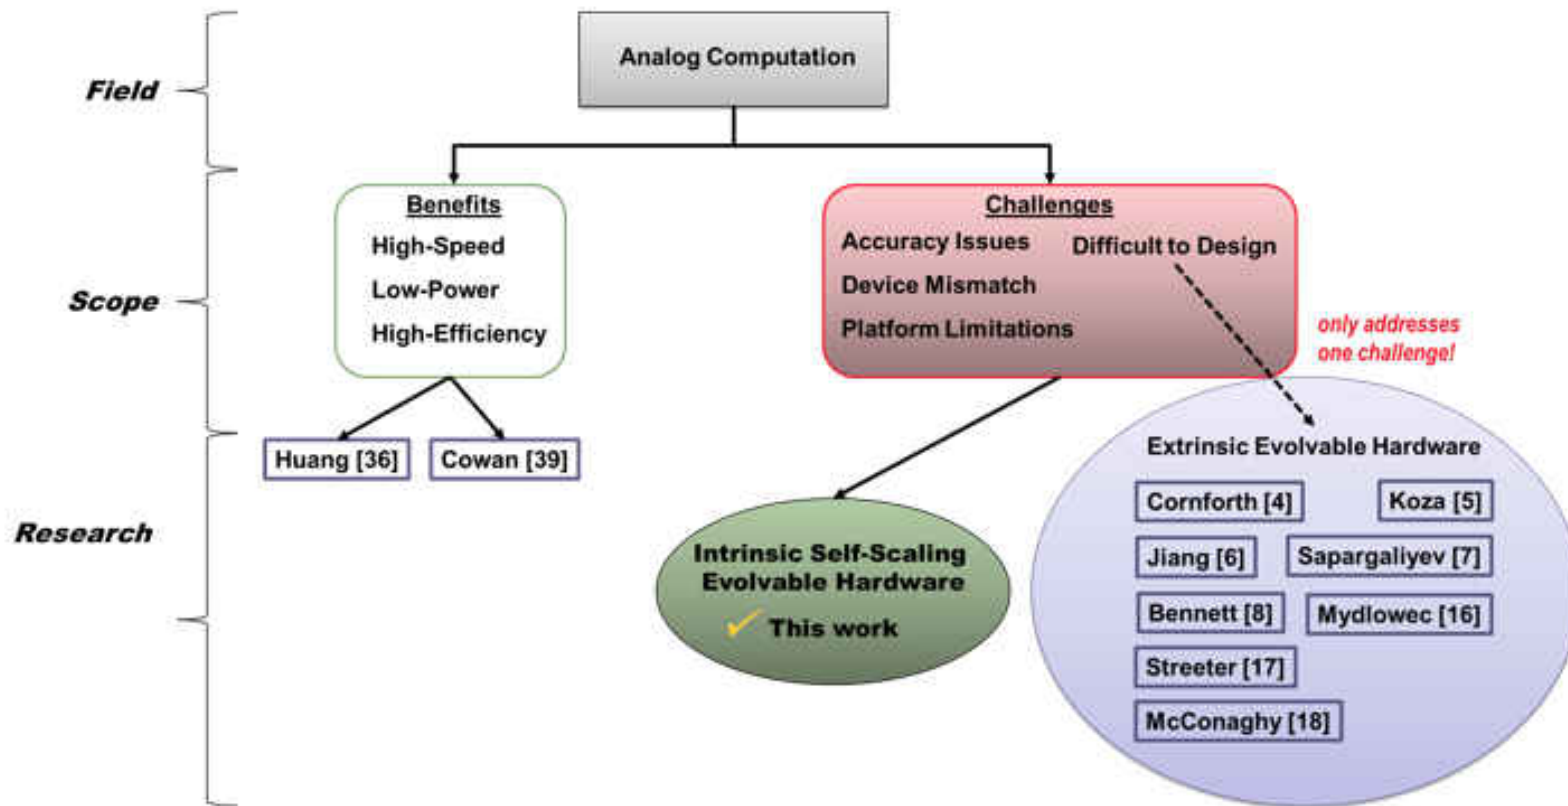 Analog Computation
Field
Benefits
High-Speed
Low-Power
High-Efficiency
Challenges
Accuracy Issues
Difficult to Design
Device Mismatch
Platform Limitations
Scope
only addresses
one challenge!
Huang [36]
Cowan [39]
Research
Intrinsic Self-Scaling
Evolvable Hardware
This work
Extrinsic Evolvable Hardware
Cornforth [4]
Koza [5]
Jiang [6]
Sapargaliyev [7]
Bennett [8]
Mydlowec [16]
Streeter [17]
McConaghy [18]